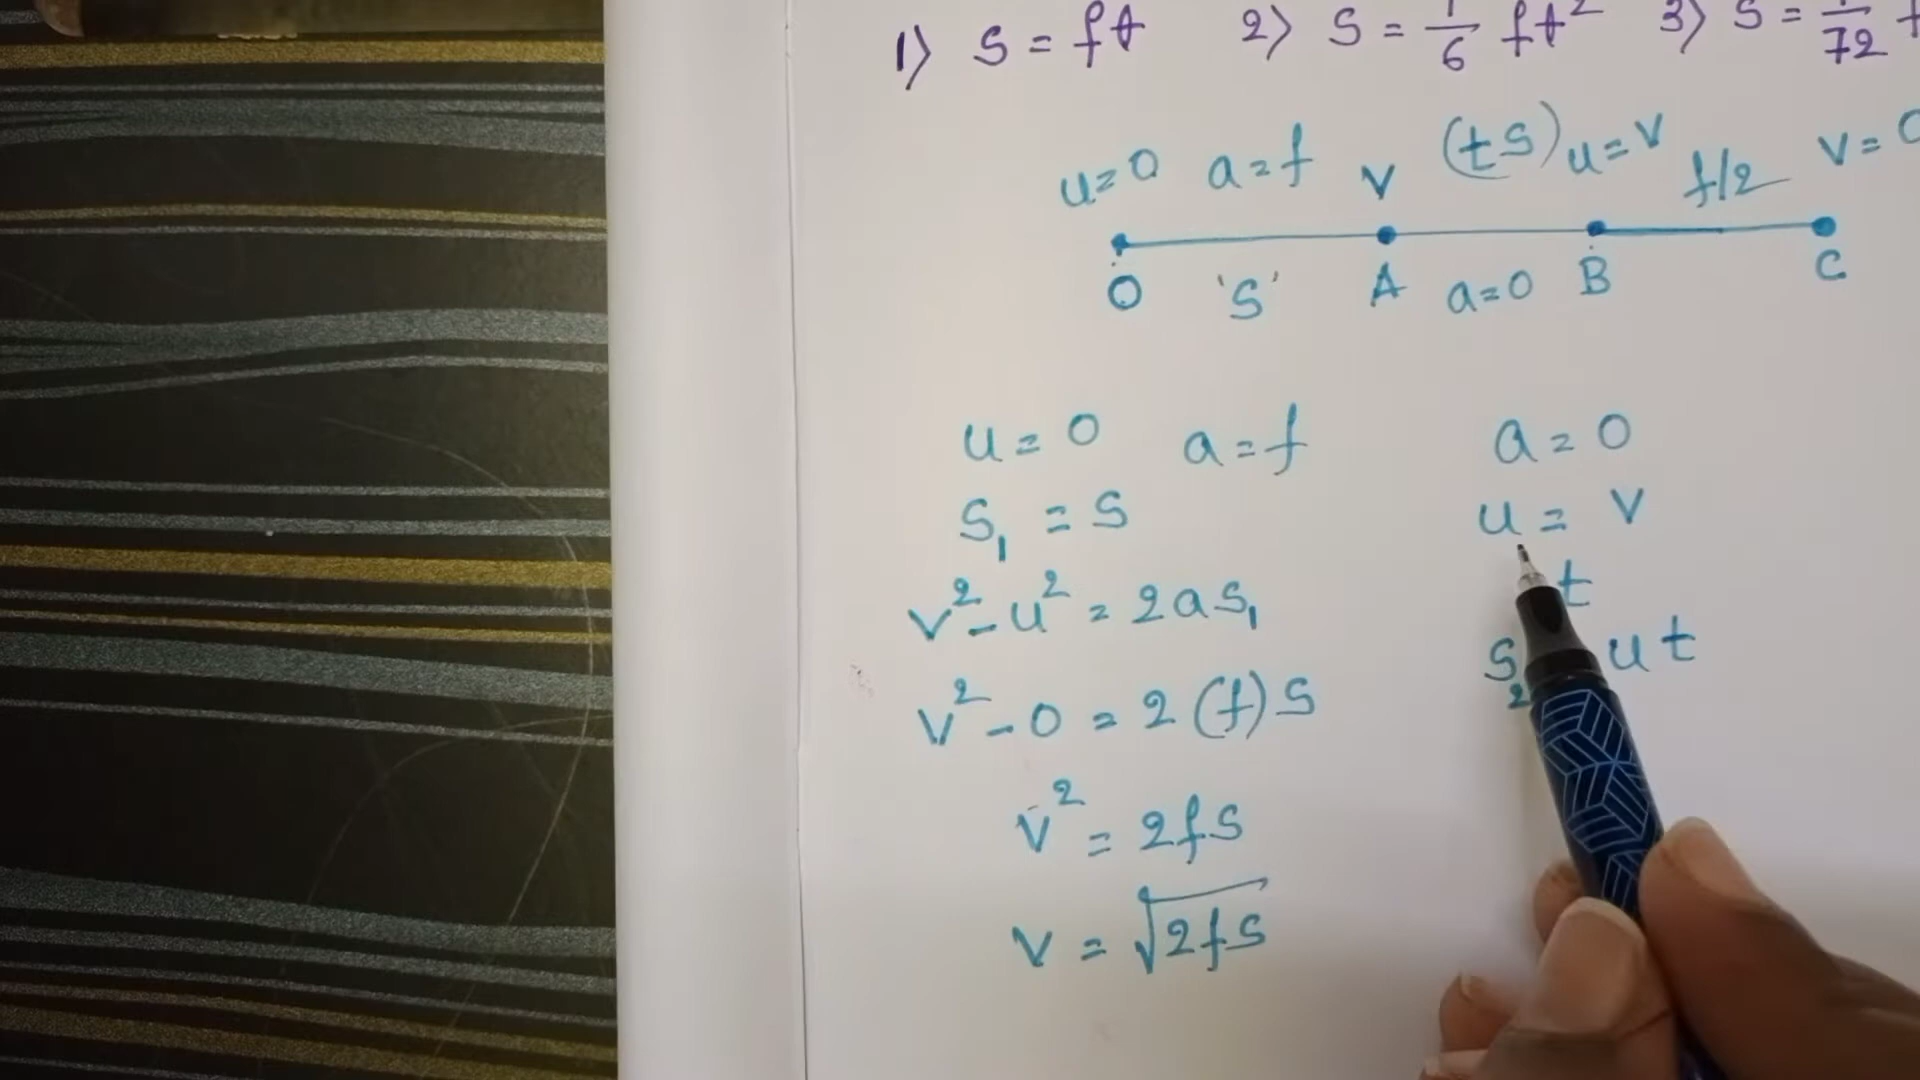 1) S = ft 2) S = 1/6 ft² 3) S = 1/72
u=0 a=f v (ts) u=v f/2 v=0
O 'S' A a=0 B C
u = 0 a = f a = 0
S₁ = S u = v
v² - u² = 2as₁ t
v² - 0 = 2(f)S S₂ ut
v² = 2fs
v = √2fs